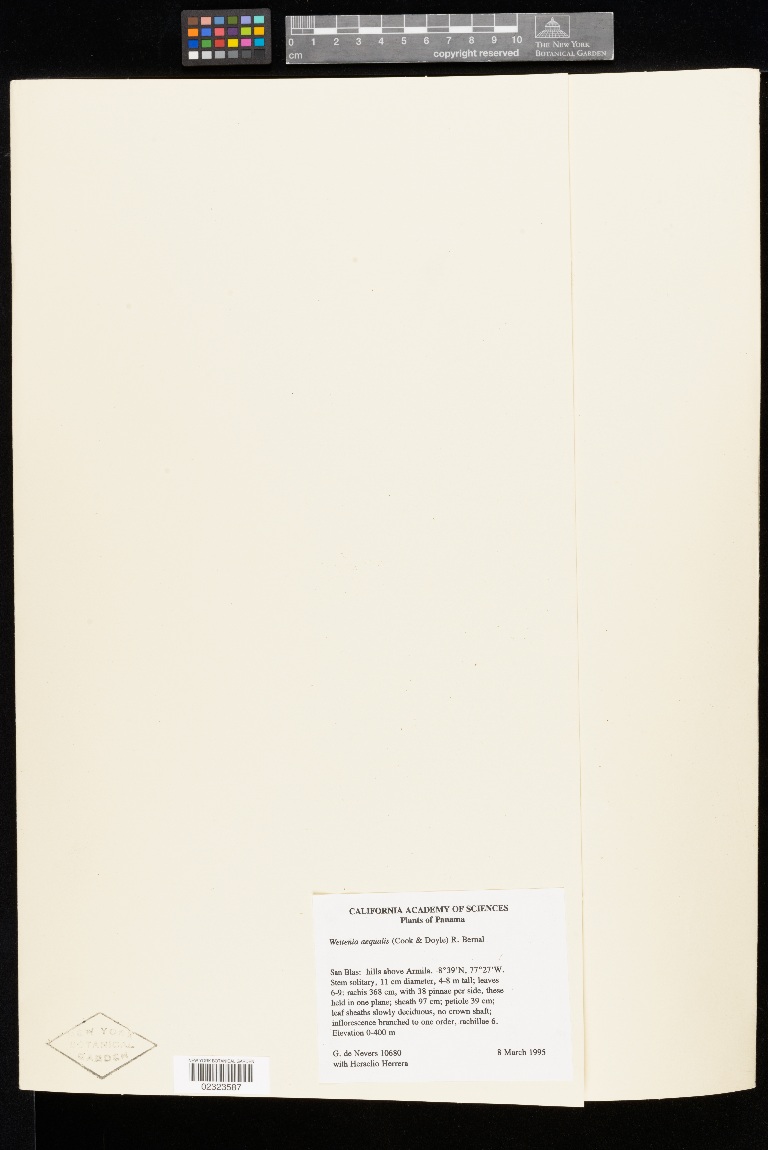 0 1 2 3 4 5 6 7 8 9 10
cm
copyright reserved
THE NEW YORK
BOTANICAL GARDEN
CALIFORNIA ACADEMY OF SCIENCES
Plants of Panama
Wettinia aequalis (Cook & Doyle) R. Bernal
San Blas: hills above Armila. 8°39'N, 77°27'W.
Stem solitary, 11 cm diameter, 4-8 m tall; leaves
6-9; rachis 368 cm, with 38 pinnae per side, these
held in one plane; sheath 97 cm; petiole 39 cm;
leaf sheaths slowly deciduous, no crown shaft;
inflorescence branched to one order, rachillae 6.
Elevation 0-400 m
G. de Nevers 10680
8 March 1995
with Heraclio Herrera
NEW YORK
BOTANICAL
GARDEN
NEW YORK BOTANICAL GARDEN
02323587